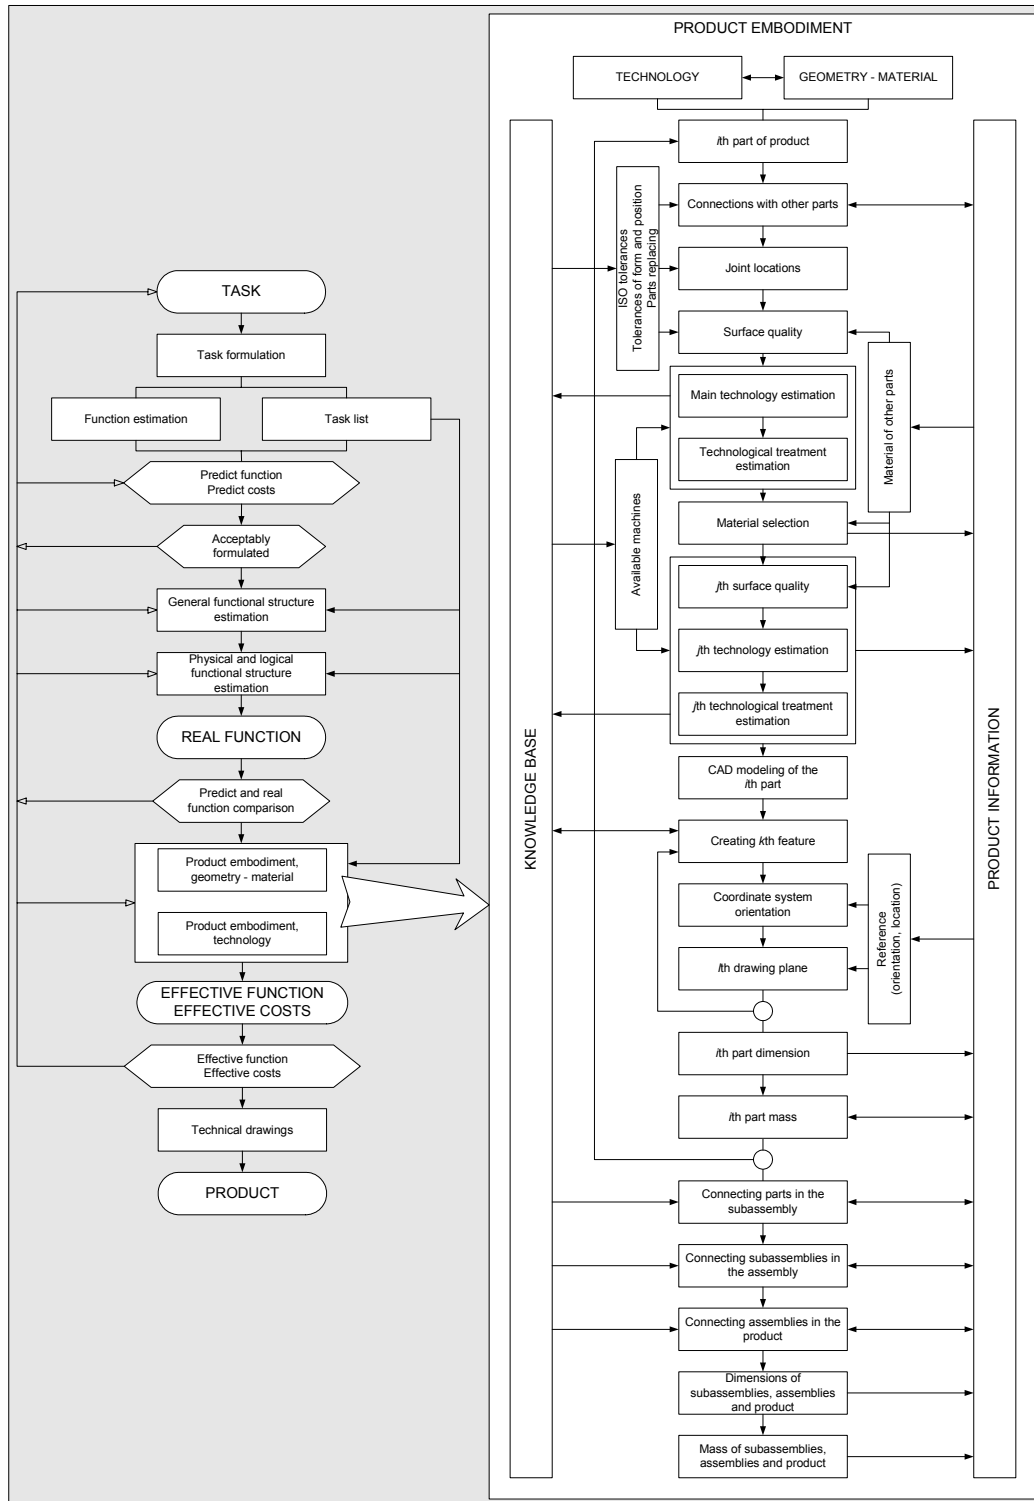 TASK
Task formulation
Function estimation
Task list
Predict function
Predict costs
Acceptably
formulated
General functional structure
estimation
Physical and logical
functional structure
estimation
REAL FUNCTION
Predict and real
function comparison
Product embodiment,
geometry - material
Product embodiment,
technology
EFFECTIVE FUNCTION
EFFECTIVE COSTS
Effective function
Effective costs
Technical drawings
PRODUCT
PRODUCT EMBODIMENT
TECHNOLOGY
GEOMETRY - MATERIAL
KNOWLEDGE BASE
ith part of product
Connections with other parts
ISO tolerances
Tolerances of form and position
Parts replacing
Joint locations
Surface quality
Main technology estimation
Technological treatment
estimation
Material of other parts
Available machines
Material selection
jth surface quality
jth technology estimation
jth technological treatment
estimation
CAD modeling of the
ith part
Creating kth feature
Coordinate system
orientation
Reference
(orientation, location)
lth drawing plane
ith part dimension
ith part mass
Connecting parts in the
subassembly
Connecting subassemblies in
the assembly
Connecting assemblies in the
product
Dimensions of
subassemblies, assemblies
and product
Mass of subassemblies,
assemblies and product
PRODUCT INFORMATION